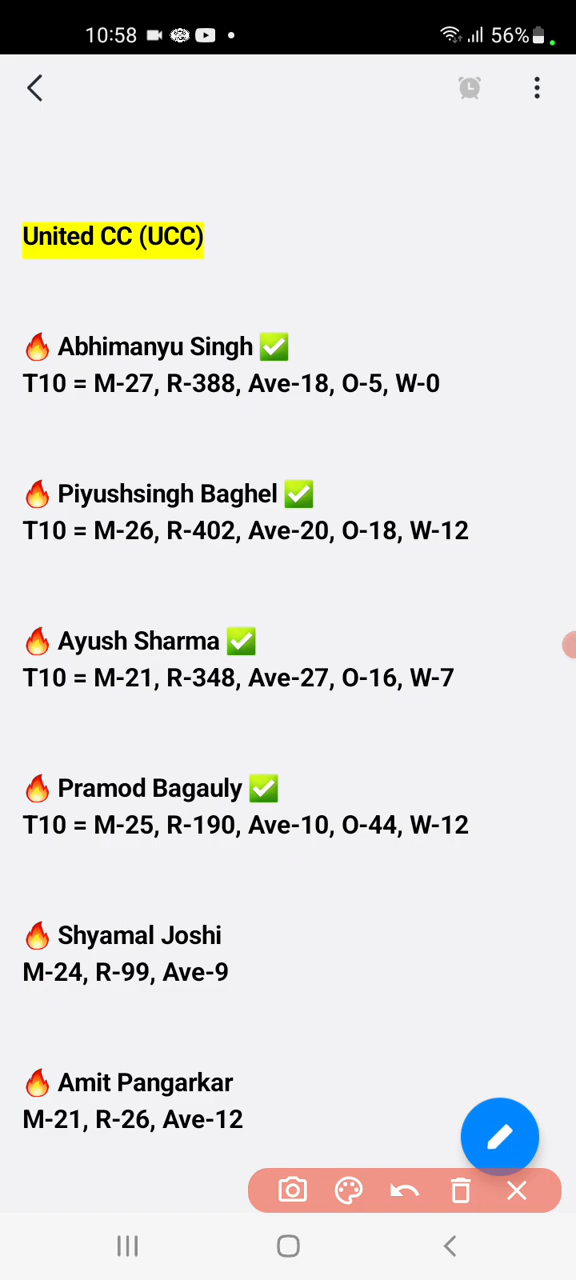 10:58 56%
United CC (UCC)
🔥 Abhimanyu Singh ✅
T10 = M-27, R-388, Ave-18, O-5, W-0
🔥 Piyushsingh Baghel ✅
T10 = M-26, R-402, Ave-20, O-18, W-12
🔥 Ayush Sharma ✅
T10 = M-21, R-348, Ave-27, O-16, W-7
🔥 Pramod Bagauly ✅
T10 = M-25, R-190, Ave-10, O-44, W-12
🔥 Shyamal Joshi
M-24, R-99, Ave-9
🔥 Amit Pangarkar
M-21, R-26, Ave-12